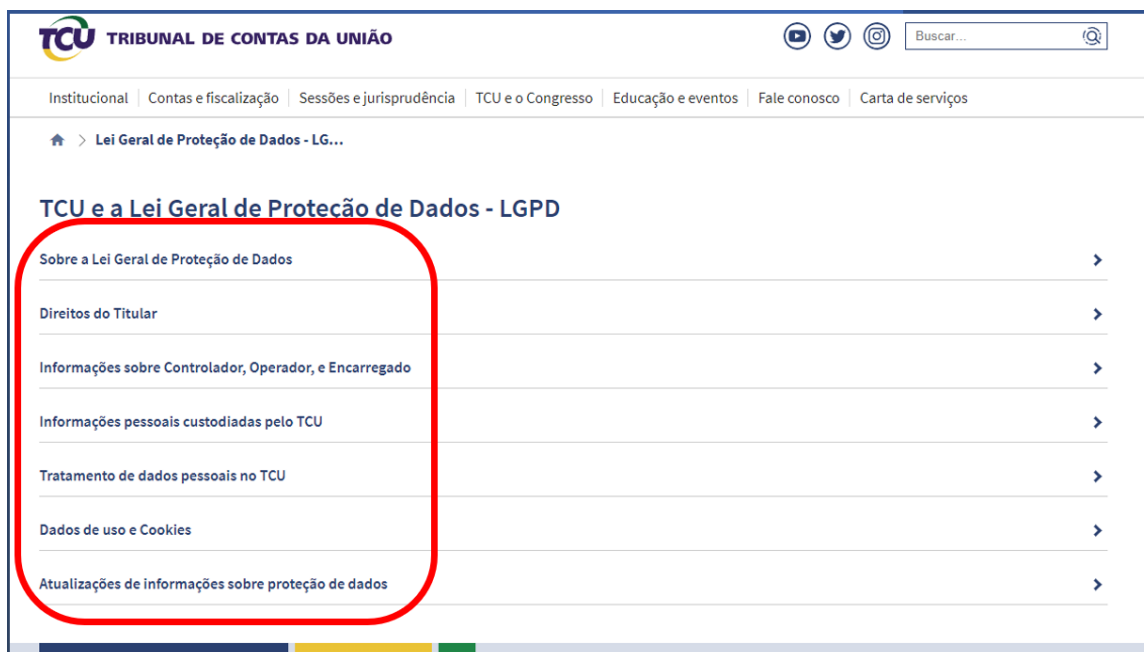 TCU TRIBUNAL DE CONTAS DA UNIÃO
Buscar...
Institucional Contas e fiscalização Sessões e jurisprudência TCU e o Congresso Educação e eventos Fale conosco Carta de serviços
Lei Geral de Proteção de Dados - LG...
TCU e a Lei Geral de Proteção de Dados - LGPD
Sobre a Lei Geral de Proteção de Dados
Direitos do Titular
Informações sobre Controlador, Operador, e Encarregado
Informações pessoais custodiadas pelo TCU
Tratamento de dados pessoais no TCU
Dados de uso e Cookies
Atualizações de informações sobre proteção de dados